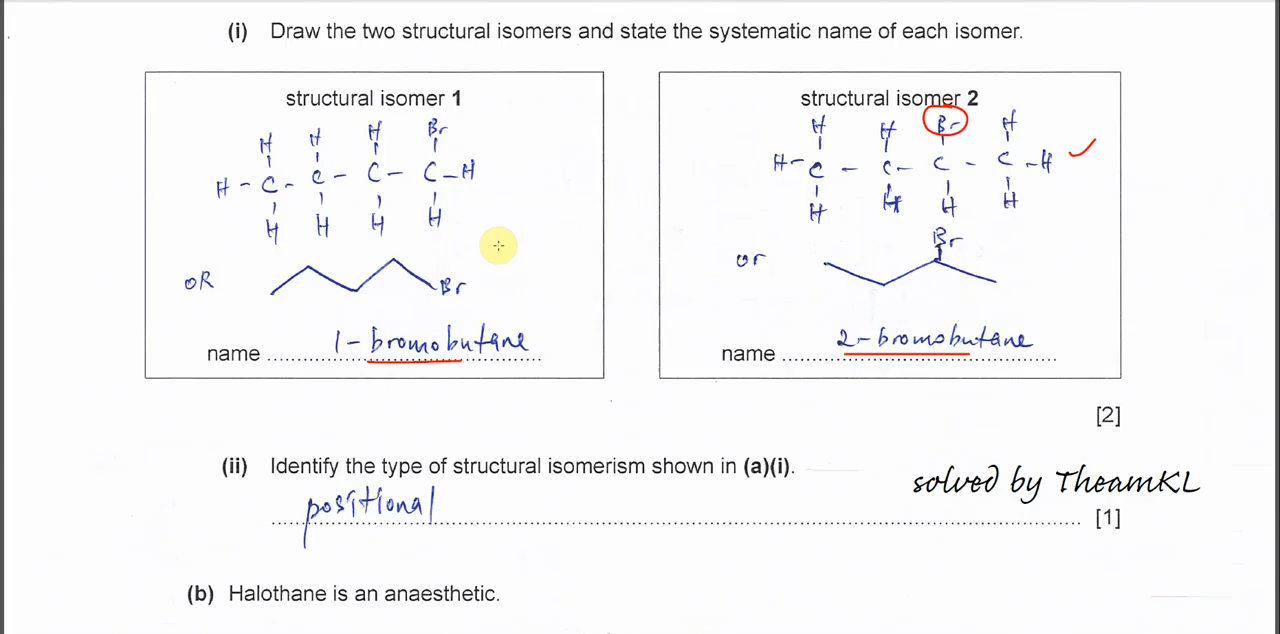 (i) Draw the two structural isomers and state the systematic name of each isomer.
structural isomer 1
H H H Br
H - C - C - C - C - H
H H H H
OR
Br
name 1-bromobutane
structural isomer 2
H H Br H
H - C - C - C - C - H
H H H H
or
Br
name 2-bromobutane
[2]
(ii) Identify the type of structural isomerism shown in (a)(i).
positional
solved by TheamKL
[1]
(b) Halothane is an anaesthetic.